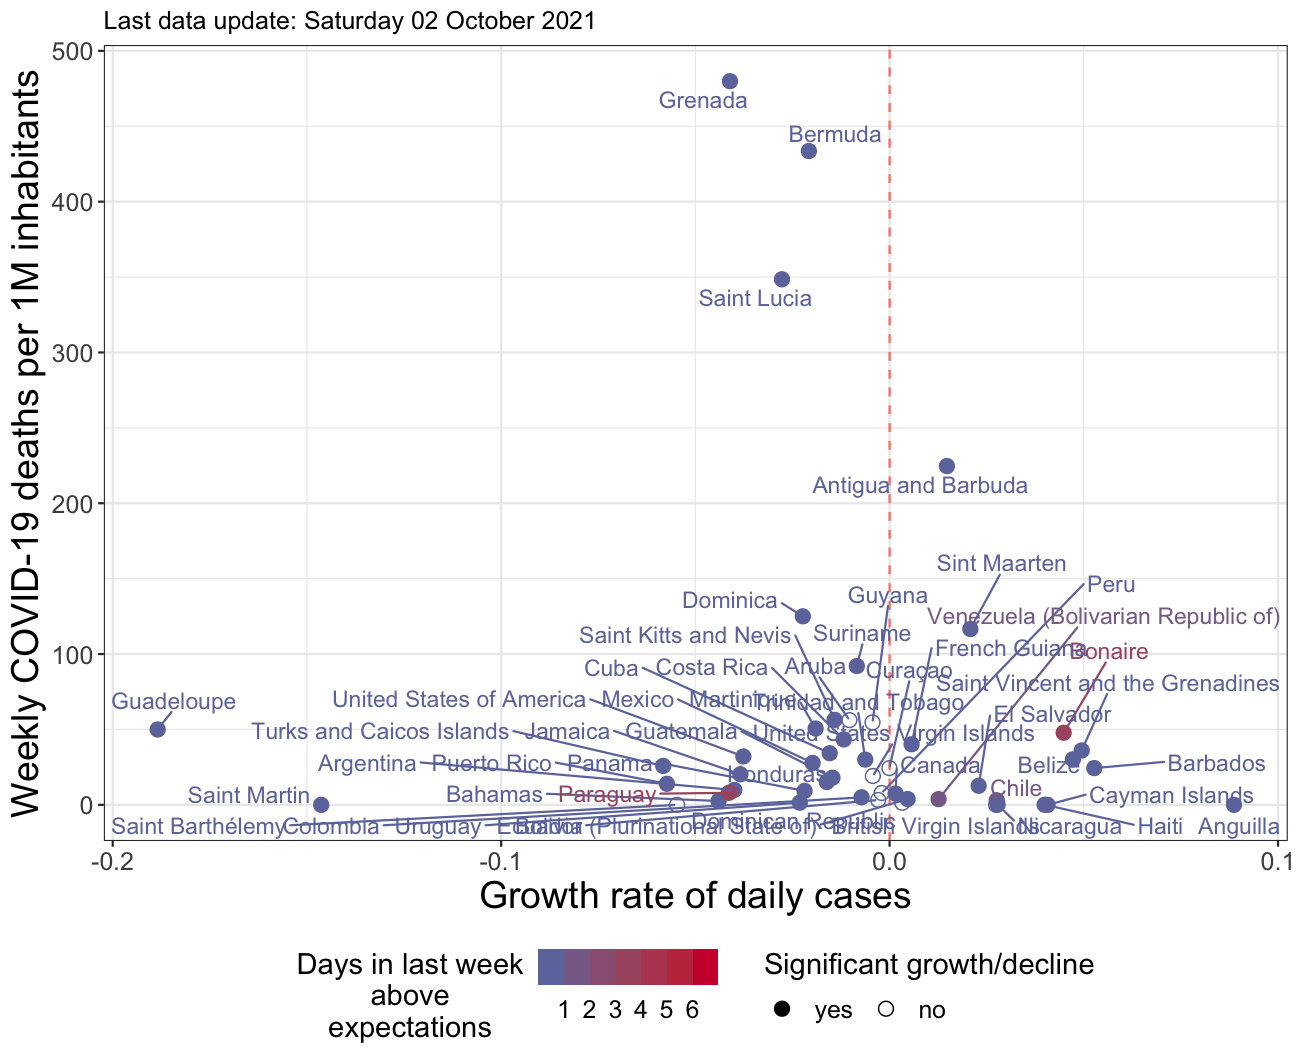 Last data update: Saturday 02 October 2021
Weekly COVID-19 deaths per 1M inhabitants
500
400
300
200
100
0
Grenada
Bermuda
Saint Lucia
Antigua and Barbuda
Sint Maarten
Peru
Dominica
Guyana
Venezuela (Bolivarian Republic of)
Saint Kitts and Nevis
Suriname
French Guiana
Bonaire
Cuba
Costa Rica
Aruba
Curaçao
Saint Vincent and the Grenadines
Guadeloupe
United States of America
Mexico
Martinique
Trinidad and Tobago
El Salvador
Turks and Caicos Islands
Jamaica
Guatemala
United States Virgin Islands
Argentina
Puerto Rico
Panama
Honduras
Canada
Belize
Barbados
Saint Martin
Bahamas
Paraguay
Chile
Cayman Islands
Saint Barthélemy
Colombia
Uruguay
Ecuador
Bolivia (Plurinational State of)
Dominican Republic
British Virgin Islands
Nicaragua
Haiti
Anguilla
-0.2
-0.1
0.0
0.1
Growth rate of daily cases
Days in last week
above
expectations
1 2 3 4 5 6
Significant growth/decline
yes
no